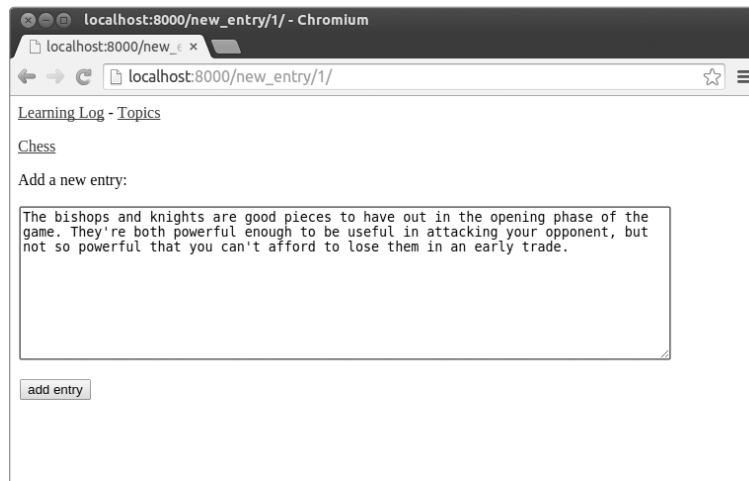 localhost:8000/new_entry/1/ - Chromium
localhost:8000/new_e
localhost:8000/new_entry/1/
Learning Log - Topics
Chess
Add a new entry:
The bishops and knights are good pieces to have out in the opening phase of the
game. They're both powerful enough to be useful in attacking your opponent, but
not so powerful that you can't afford to lose them in an early trade.
add entry